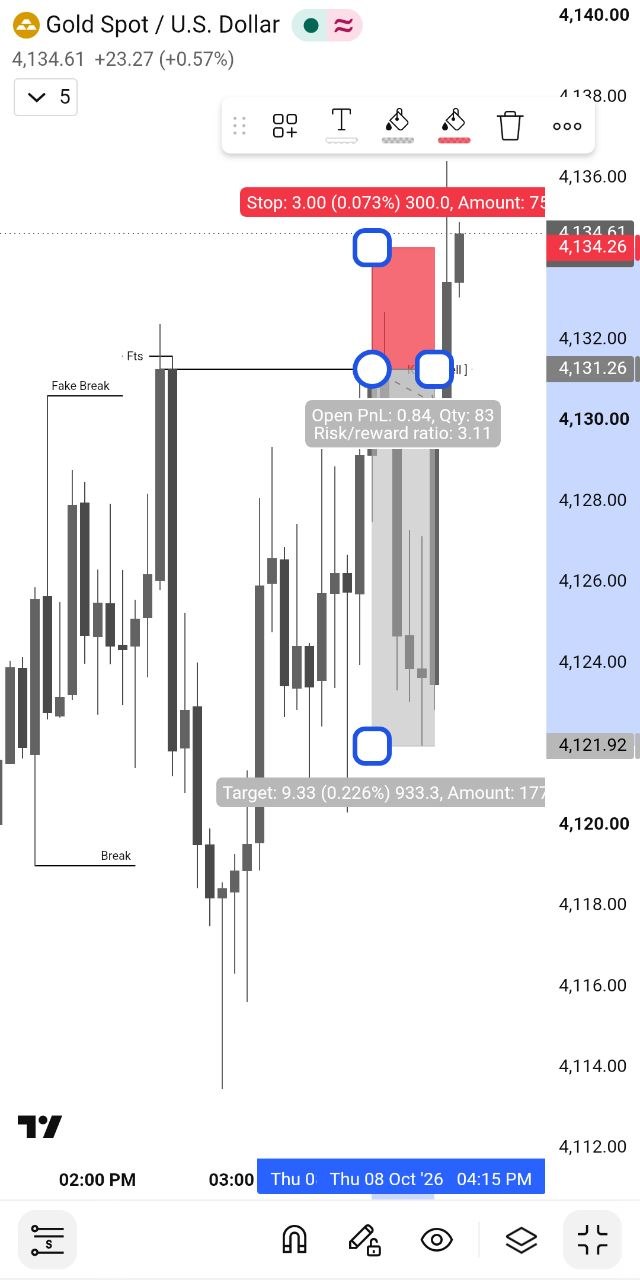 Gold Spot / U.S. Dollar
4,134.61 +23.27 (+0.57%)
5
T
4,140.00
4,138.00
4,136.00
4,134.61
4,134.26
4,132.00
4,131.26
4,130.00
4,128.00
4,126.00
4,124.00
4,121.92
4,120.00
4,118.00
4,116.00
4,114.00
4,112.00
Stop: 3.00 (0.073%) 300.0, Amount: 75
Fts
Fake Break
Open PnL: 0.84, Qty: 83
Risk/reward ratio: 3.11
Target: 9.33 (0.226%) 933.3, Amount: 177
Break
02:00 PM 03:00 Thu 0 Thu 08 Oct '26 04:15 PM
S